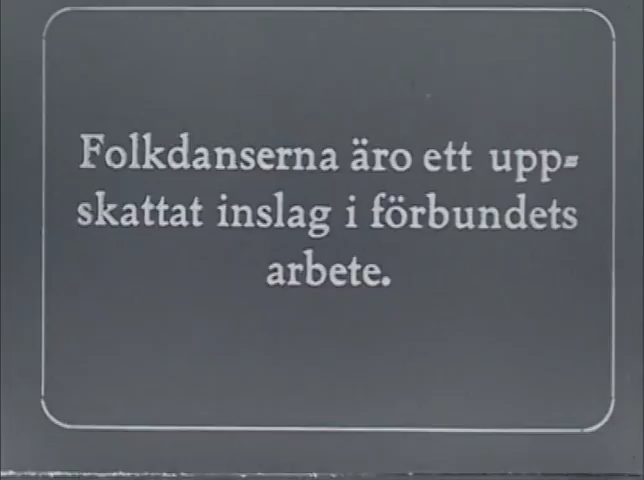 Folkdanserna äro ett upp=
skattat inslag i förbundets
arbete.